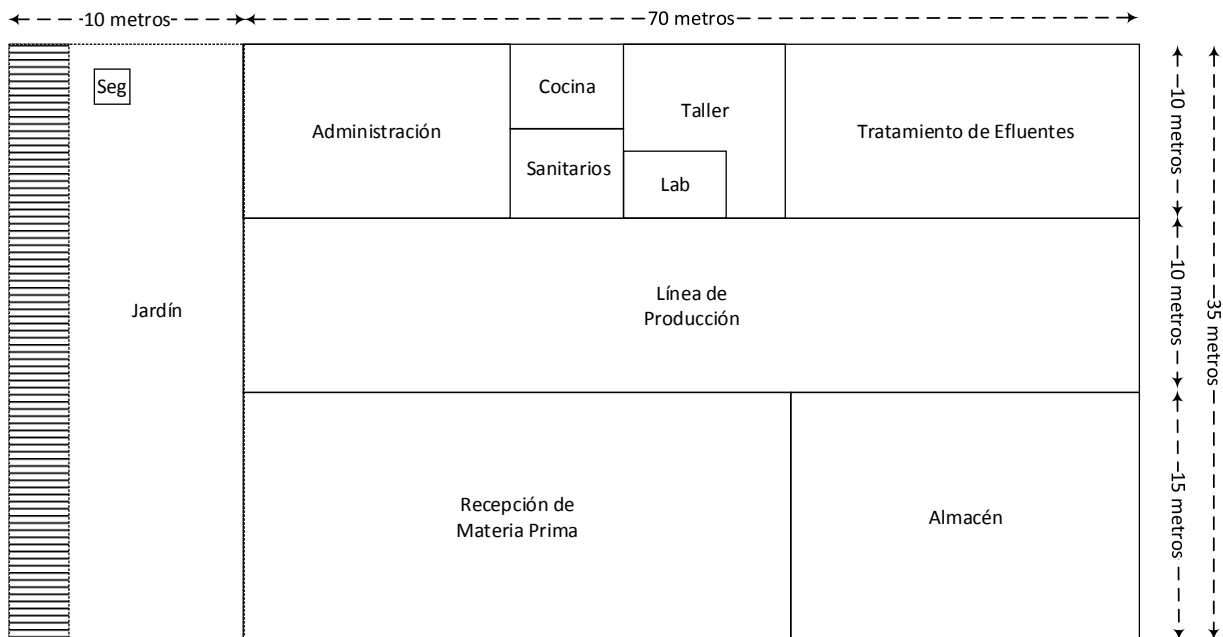 10 metros
70 metros
Seg
Cocina
Taller
Administración
Tratamiento de Efluentes
Sanitarios
Lab
10 metros
Línea de
Producción
Jardín
10 metros
35 metros
Recepción de
Materia Prima
Almacén
15 metros